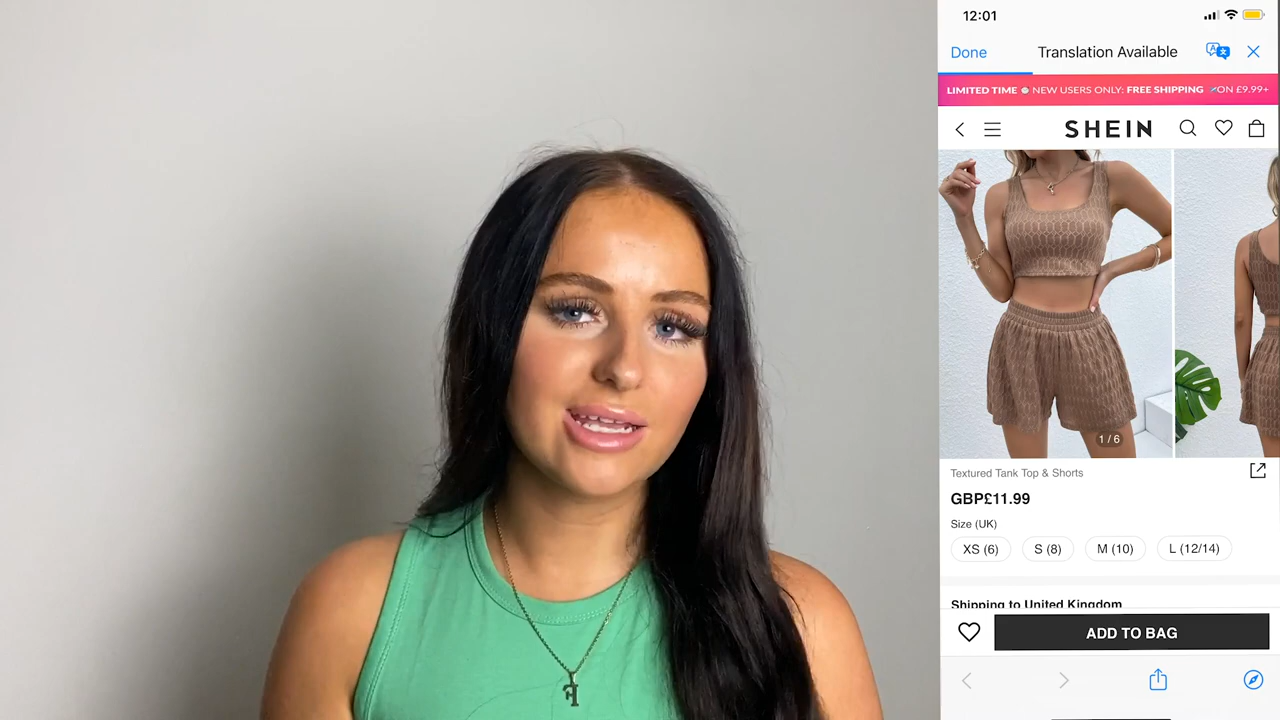 12:01
Done
Translation Available
LIMITED TIME NEW USERS ONLY: FREE SHIPPING ON £9.99+
SHEIN
1 / 6
Textured Tank Top & Shorts
GBP£11.99
Size (UK)
XS (6)
S (8)
M (10)
L (12/14)
Shipping to United Kingdom
ADD TO BAG